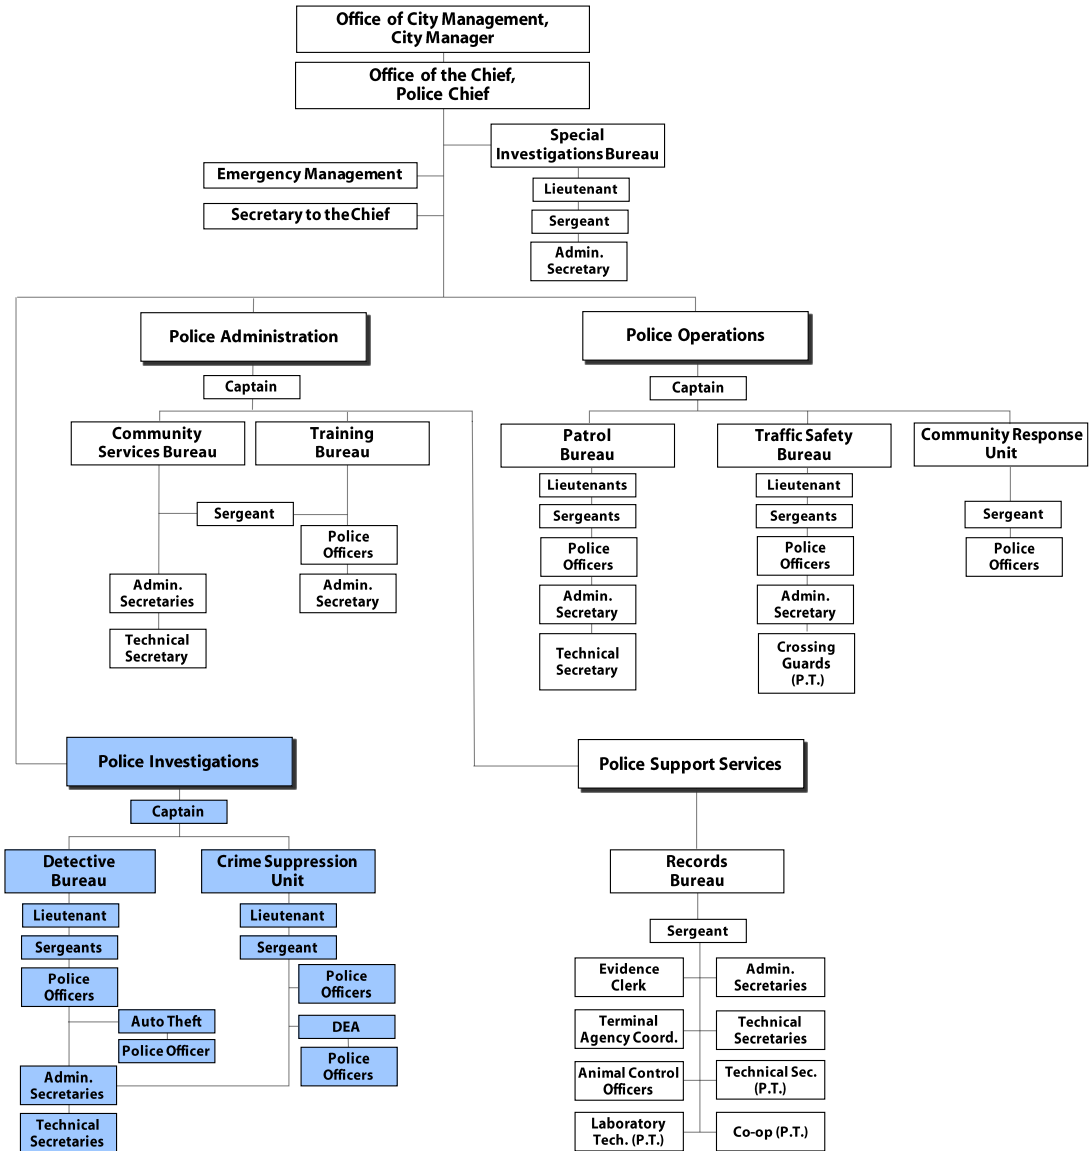 Office of City Management,
City Manager
Office of the Chief,
Police Chief
Special
Investigations Bureau
Emergency Management
Lieutenant
Secretary to the Chief
Sergeant
Admin.
Secretary
Police Administration
Captain
Community
Services Bureau
Training
Bureau
Sergeant
Police
Officers
Admin.
Secretaries
Admin.
Secretary
Technical
Secretary
Police Operations
Captain
Patrol
Bureau
Lieutenants
Sergeants
Police
Officers
Admin.
Secretary
Technical
Secretary
Traffic Safety
Bureau
Lieutenant
Sergeants
Police
Officers
Admin.
Secretary
Crossing
Guards
(P.T.)
Community Response
Unit
Sergeant
Police
Officers
Police Investigations
Captain
Detective
Bureau
Lieutenant
Sergeants
Police
Officers
Auto Theft
Police Officer
Admin.
Secretaries
Technical
Secretaries
Crime Suppression
Unit
Lieutenant
Sergeant
Police
Officers
DEA
Police
Officers
Police Support Services
Records
Bureau
Sergeant
Evidence
Clerk
Admin.
Secretaries
Terminal
Agency Coord.
Technical
Secretaries
Animal Control
Officers
Technical Sec.
(P.T.)
Laboratory
Tech. (P.T.)
Co-op (P.T.)